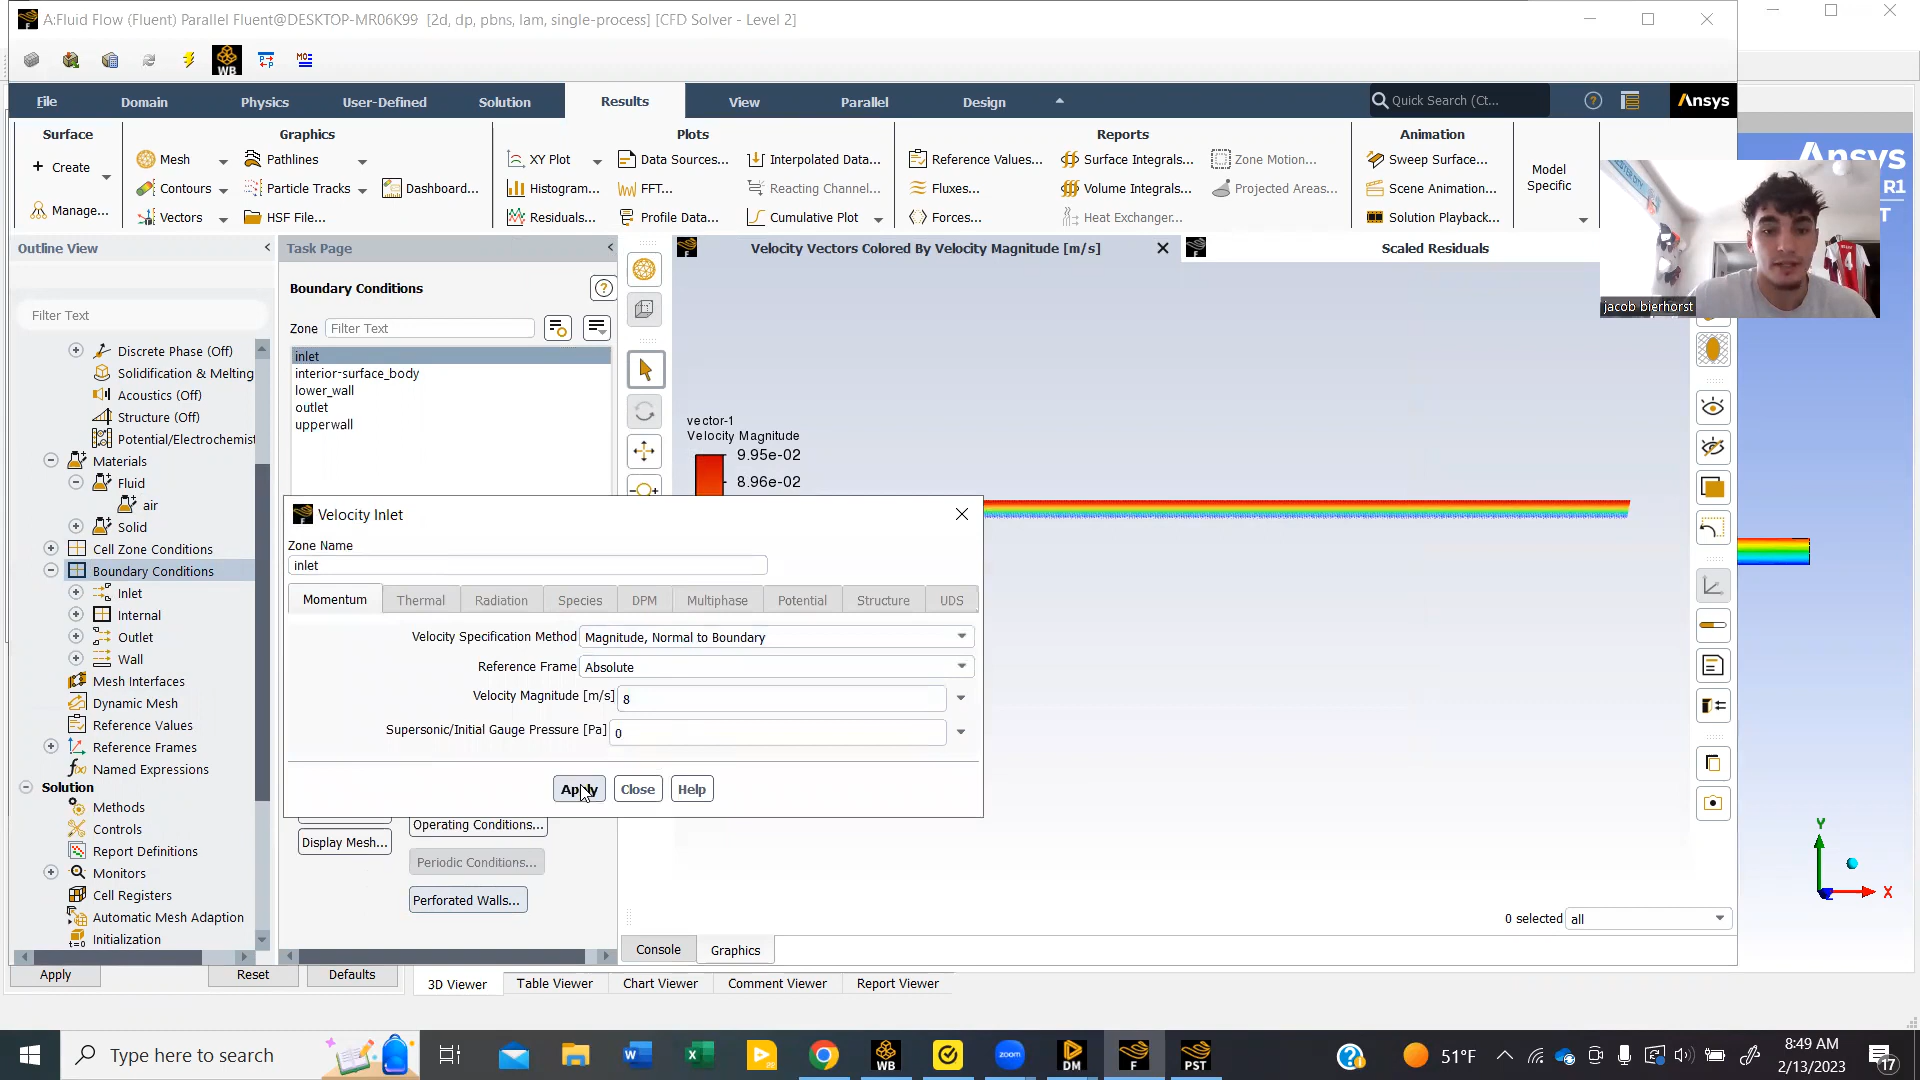 A:Fluid Flow (Fluent) Parallel Fluent@DESKTOP-MR06K99 [2d, dp, pbns, lam, single-process] [CFD Solver - Level 2]
WB
File Domain Physics User-Defined Solution Results View Parallel Design Quick Search (Ct... Ansys
Surface Graphics Plots Reports Animation
Create Mesh Pathlines XY Plot Data Sources... Interpolated Data... Reference Values... Surface Integrals... Zone Motion... Sweep Surface... Model Specific
Contours Particle Tracks Dashboard... Histogram... FFT... Reacting Channel... Fluxes... Volume Integrals... Projected Areas... Scene Animation...
Manage... Vectors HSF File... Residuals... Profile Data... Cumulative Plot Forces... Heat Exchanger... Solution Playback...
Ansys
R1
jacob bierhorst
Outline View Task Page Velocity Vectors Colored By Velocity Magnitude [m/s] Scaled Residuals
Filter Text
Discrete Phase (Off)
Solidification & Melting
Acoustics (Off)
Structure (Off)
Potential/Electrochemist
Materials
Fluid
air
Solid
Cell Zone Conditions
Boundary Conditions
Inlet
Internal
Outlet
Wall
Mesh Interfaces
Dynamic Mesh
Reference Values
Reference Frames
Named Expressions
Solution
Methods
Controls
Report Definitions
Monitors
Cell Registers
Automatic Mesh Adaption
Initialization
Boundary Conditions
Zone Filter Text
inlet
interior-surface_body
lower_wall
outlet
upperwall
vector-1
Velocity Magnitude
9.95e-02
8.96e-02
Velocity Inlet
Zone Name
inlet
Momentum Thermal Radiation Species DPM Multiphase Potential Structure UDS
Velocity Specification Method Magnitude, Normal to Boundary
Reference Frame Absolute
Velocity Magnitude [m/s] 8
Supersonic/Initial Gauge Pressure [Pa] 0
Apply Close Help
Operating Conditions...
Display Mesh...
Periodic Conditions...
Perforated Walls...
Y
X
0 selected all
Console Graphics
Apply Reset Defaults
3D Viewer Table Viewer Chart Viewer Comment Viewer Report Viewer
Type here to search
WB
zoom
DM
F
PST
51°F
8:49 AM
2/13/2023
17